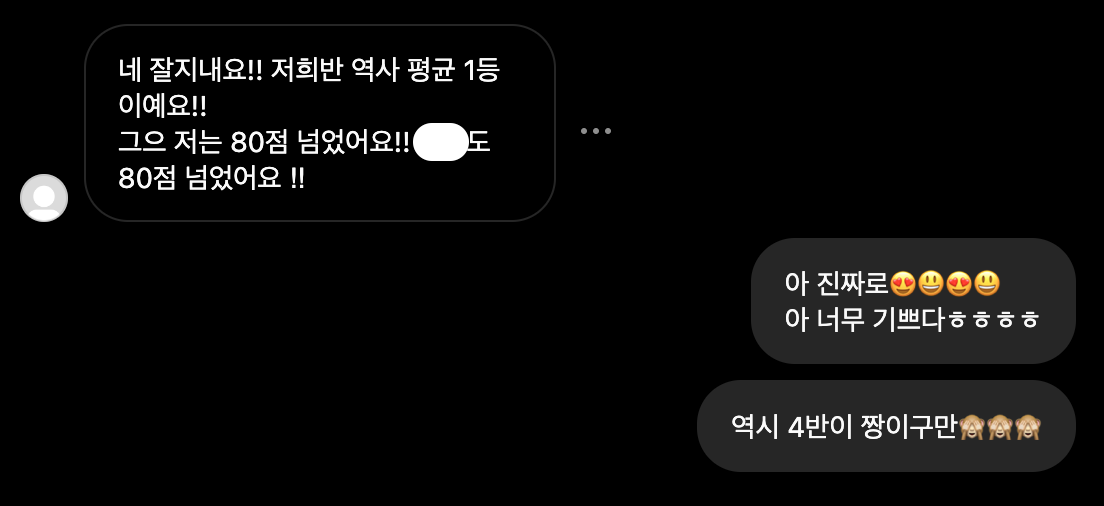 네 잘지내요!! 저희반 역사 평균 1등
이예요!!
그으 저는 80점 넘었어요!! 도
80점 넘었어요 !!
아 진짜로😍😃😍😃
아 너무 기쁘다ㅎㅎㅎㅎ
역시 4반이 짱이구만🙈🙈🙈